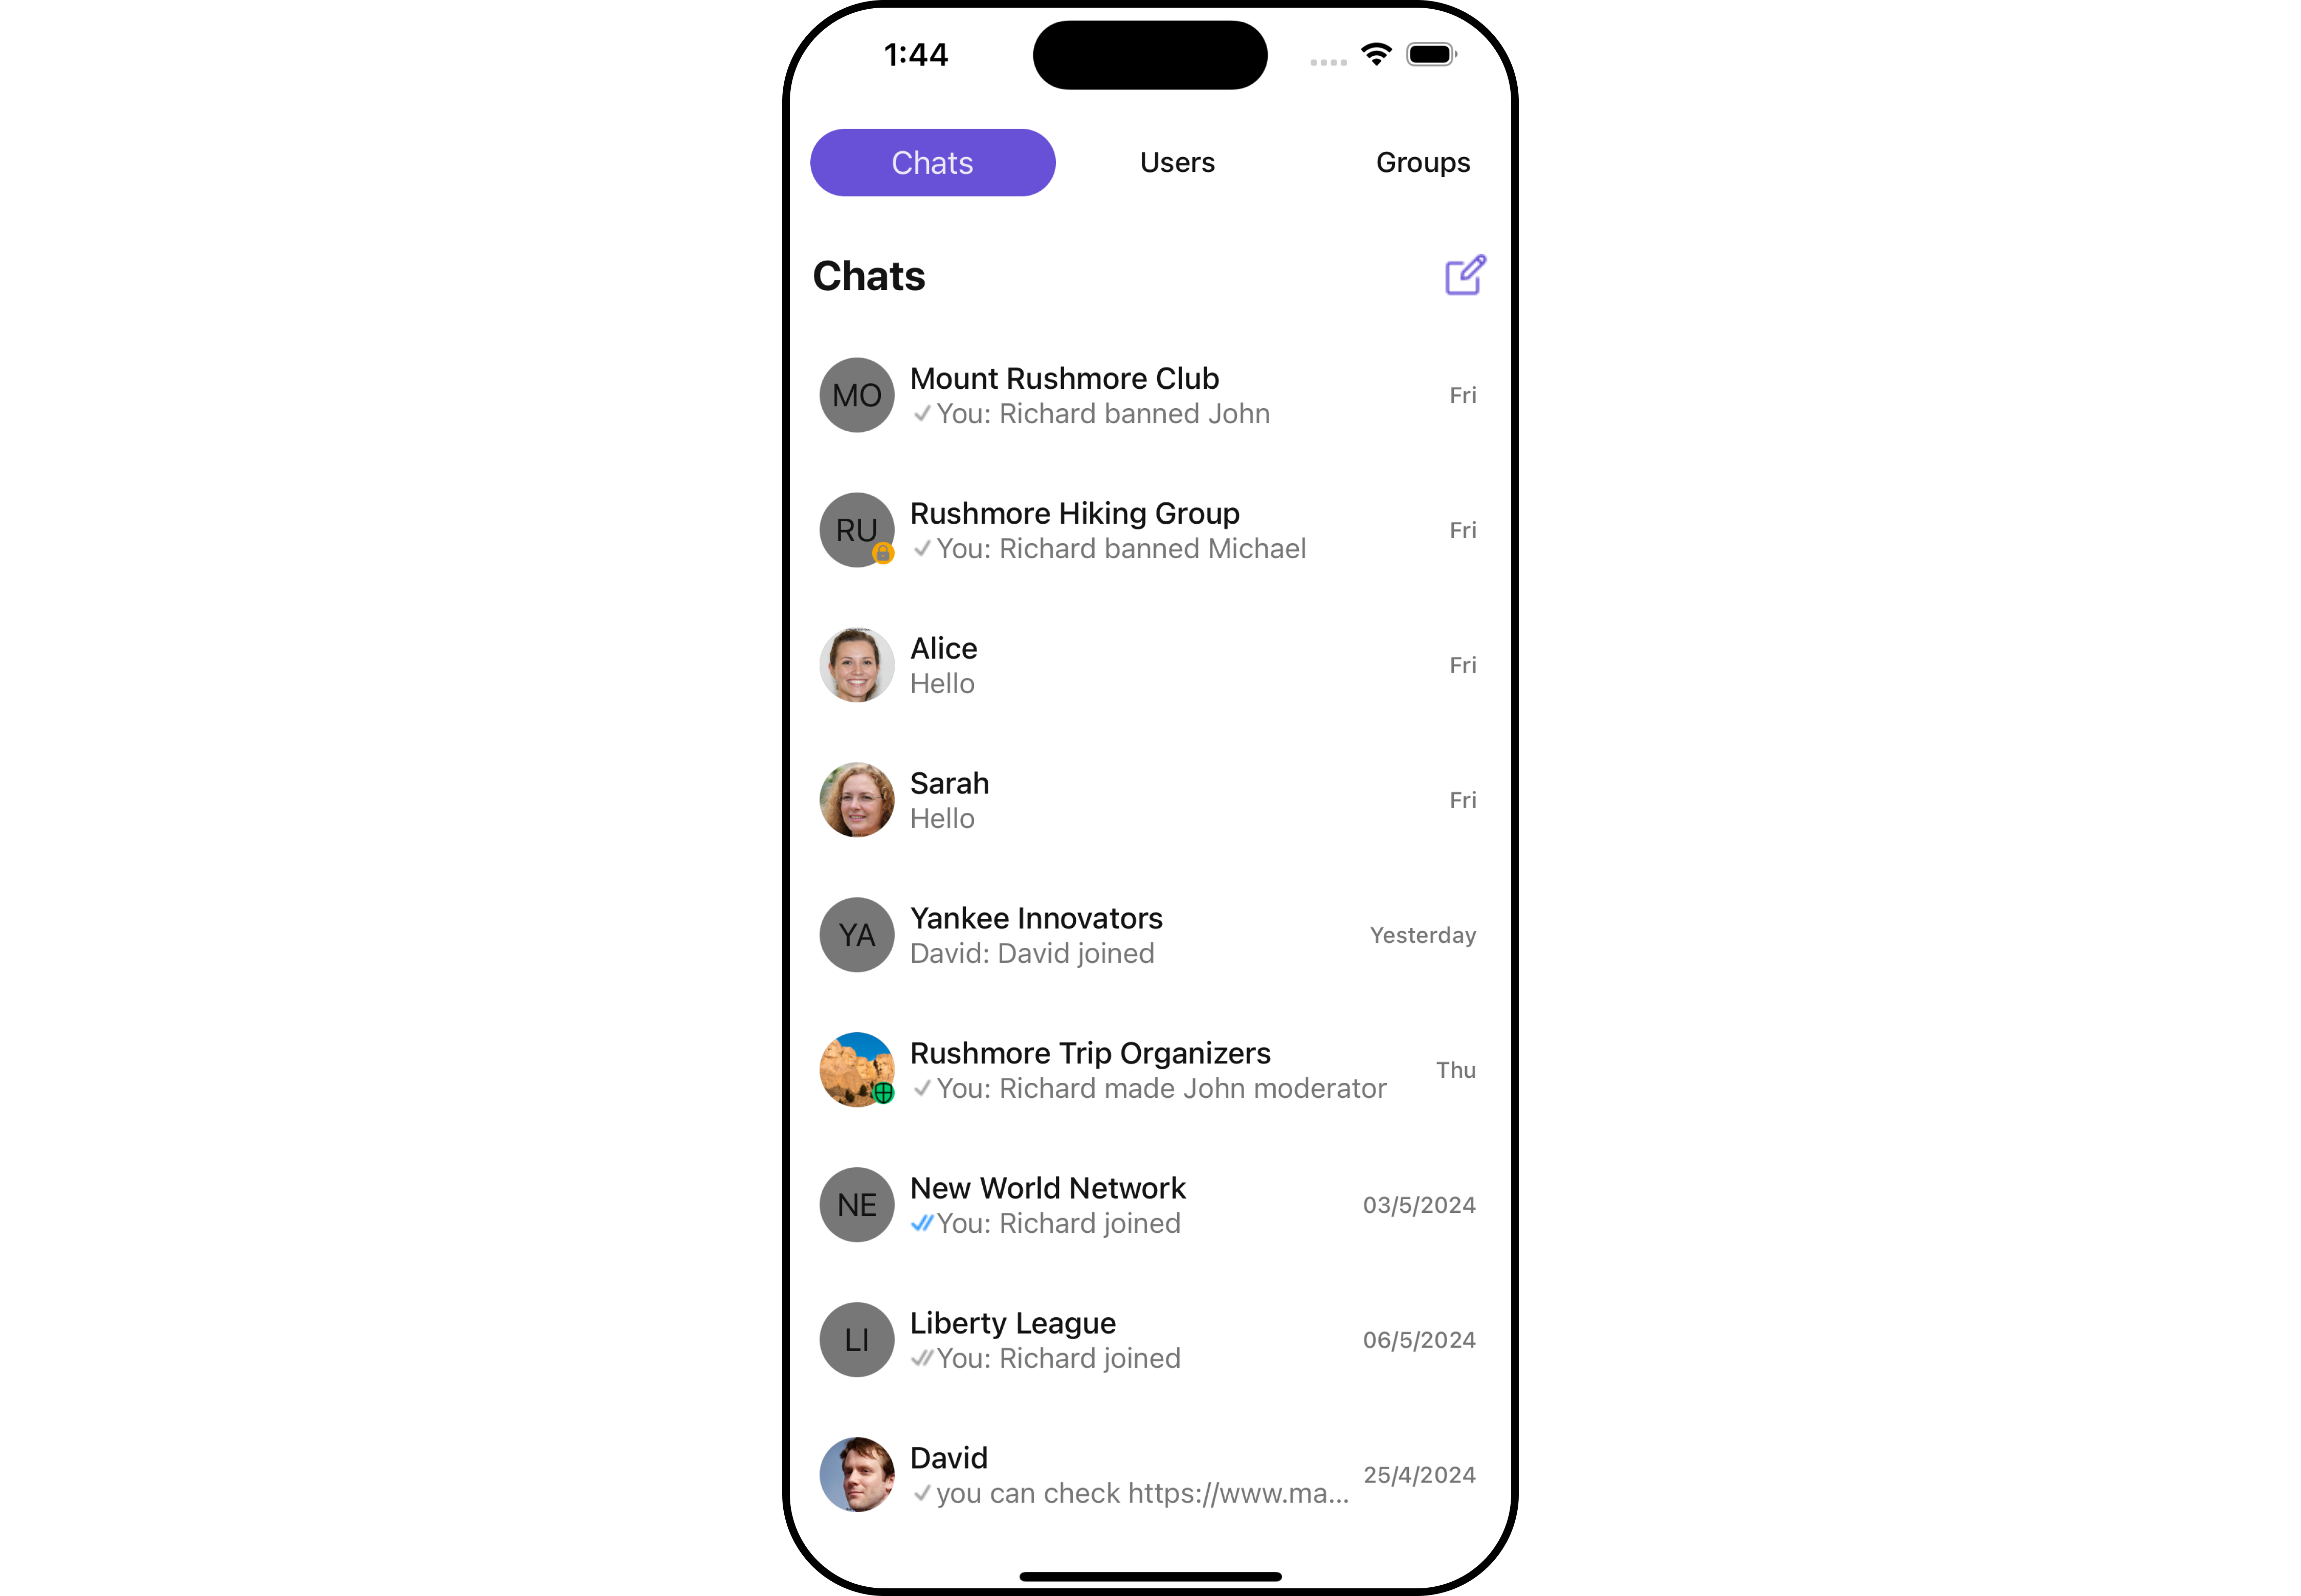 1:44
Chats
Users
Groups
Chats
MO
Mount Rushmore Club
Fri
You: Richard banned John
RU
Rushmore Hiking Group
Fri
You: Richard banned Michael
Alice
Fri
Hello
Sarah
Fri
Hello
YA
Yankee Innovators
Yesterday
David: David joined
Rushmore Trip Organizers
Thu
You: Richard made John moderator
NE
New World Network
03/5/2024
You: Richard joined
LI
Liberty League
06/5/2024
You: Richard joined
David
25/4/2024
you can check https://www.ma...